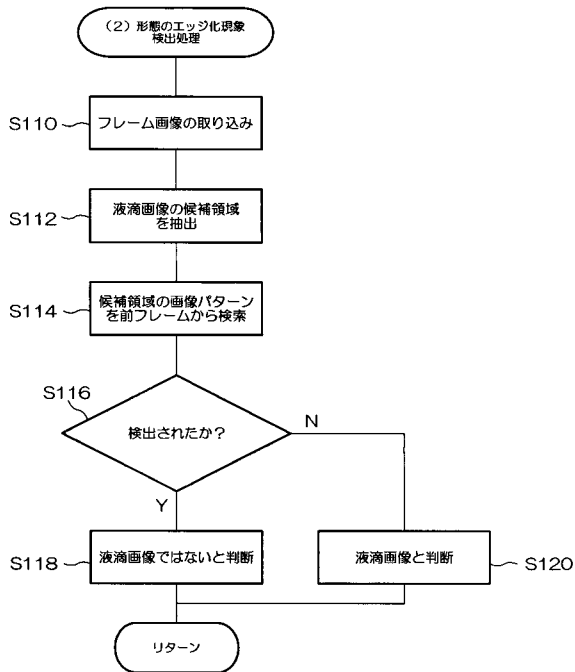 （2）形態のエッジ化現象
検出処理
S110
フレーム画像の取り込み
S112
液滴画像の候補領域
を抽出
S114
候補領域の画像パターン
を前フレームから検索
S116
検出されたか？
N
Y
S118
液滴画像ではないと判断
液滴画像と判断
S120
リターン